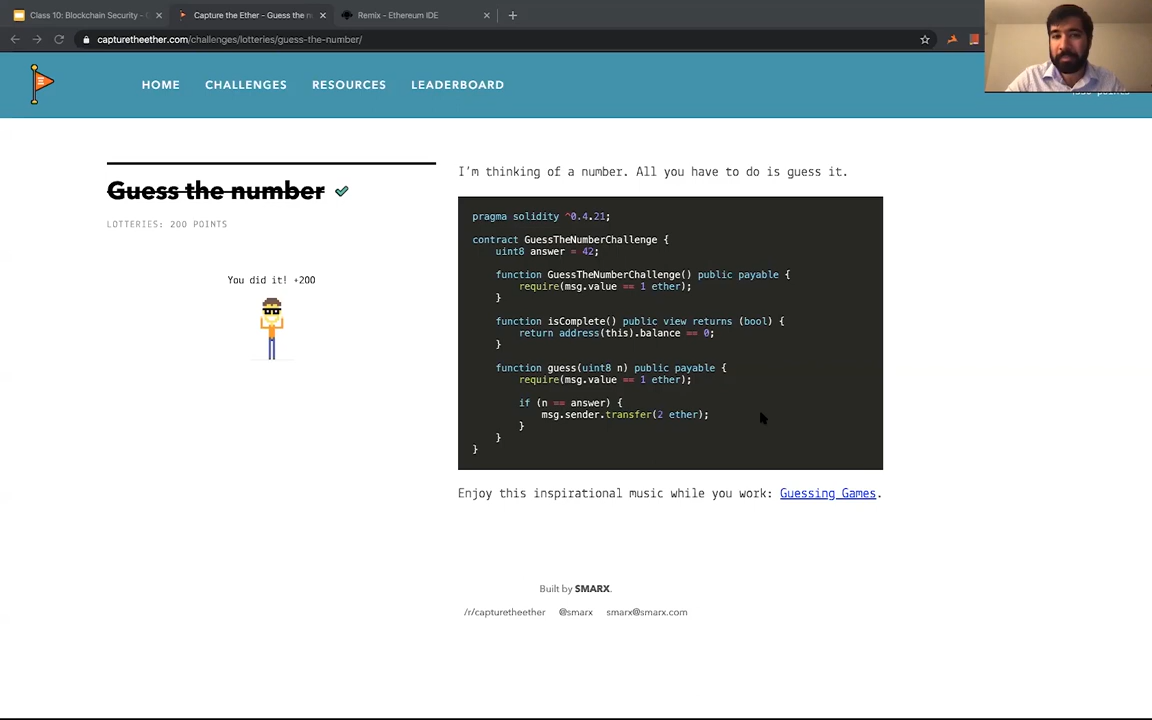 Class 10: Blockchain Security -
Capture the Ether - Guess the n
Remix - Ethereum IDE
capturetheether.com/challenges/lotteries/guess-the-number/
HOME CHALLENGES RESOURCES LEADERBOARD
points
Guess the number
LOTTERIES: 200 POINTS
You did it! +200
I'm thinking of a number. All you have to do is guess it.
pragma solidity ^0.4.21;
contract GuessTheNumberChallenge {
uint8 answer = 42;
function GuessTheNumberChallenge() public payable {
require(msg.value == 1 ether);
}
function isComplete() public view returns (bool) {
return address(this).balance == 0;
}
function guess(uint8 n) public payable {
require(msg.value == 1 ether);
if (n == answer) {
msg.sender.transfer(2 ether);
}
}
}
Enjoy this inspirational music while you work: Guessing Games.
Built by SMARX.
/r/capturetheether @smarx smarx@smarx.com